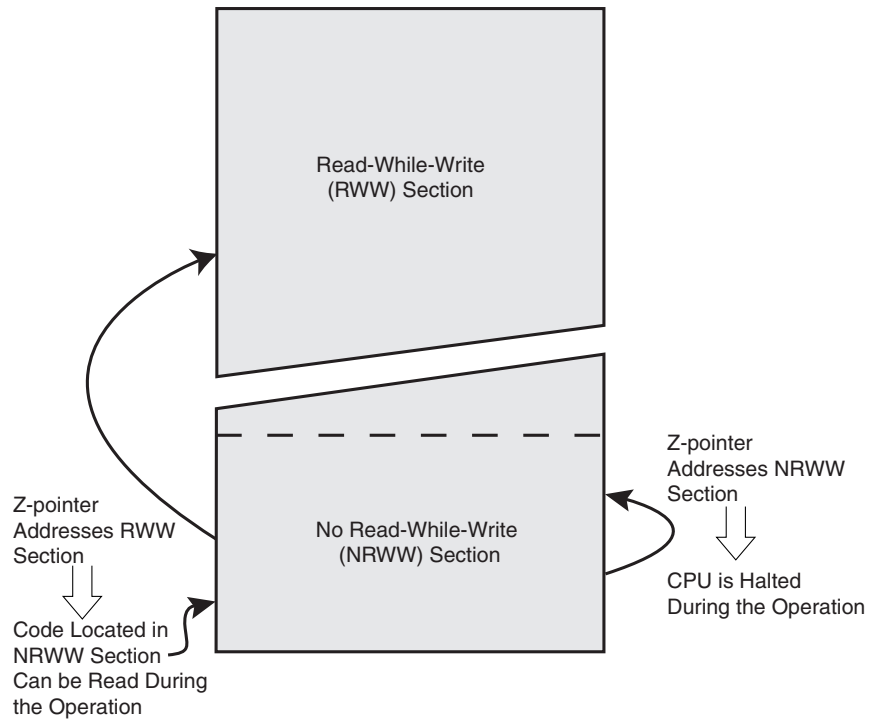 Read-While-Write
(RWW) Section
Z-pointer
Addresses NRWW
Section
Z-pointer
Addresses RWW
Section
No Read-While-Write
(NRWW) Section
CPU is Halted
During the Operation
Code Located in
NRWW Section
Can be Read During
the Operation